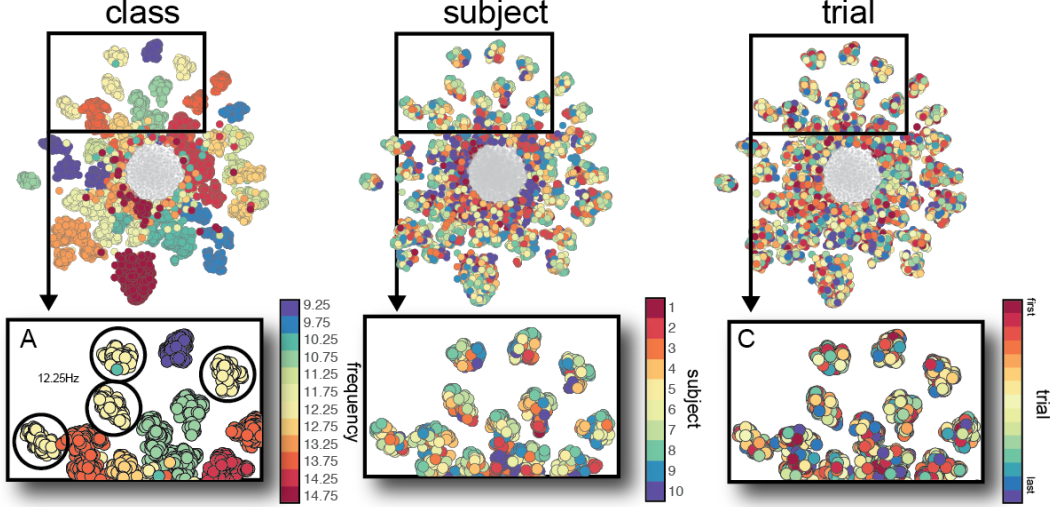 class
subject
trial
A
12.25Hz
9.25
9.75
10.25
10.75
11.25
11.75
12.25
12.75
13.25
13.75
14.25
14.75
frequency
1
2
3
4
5
6
7
8
9
10
subject
C
first
last
trial